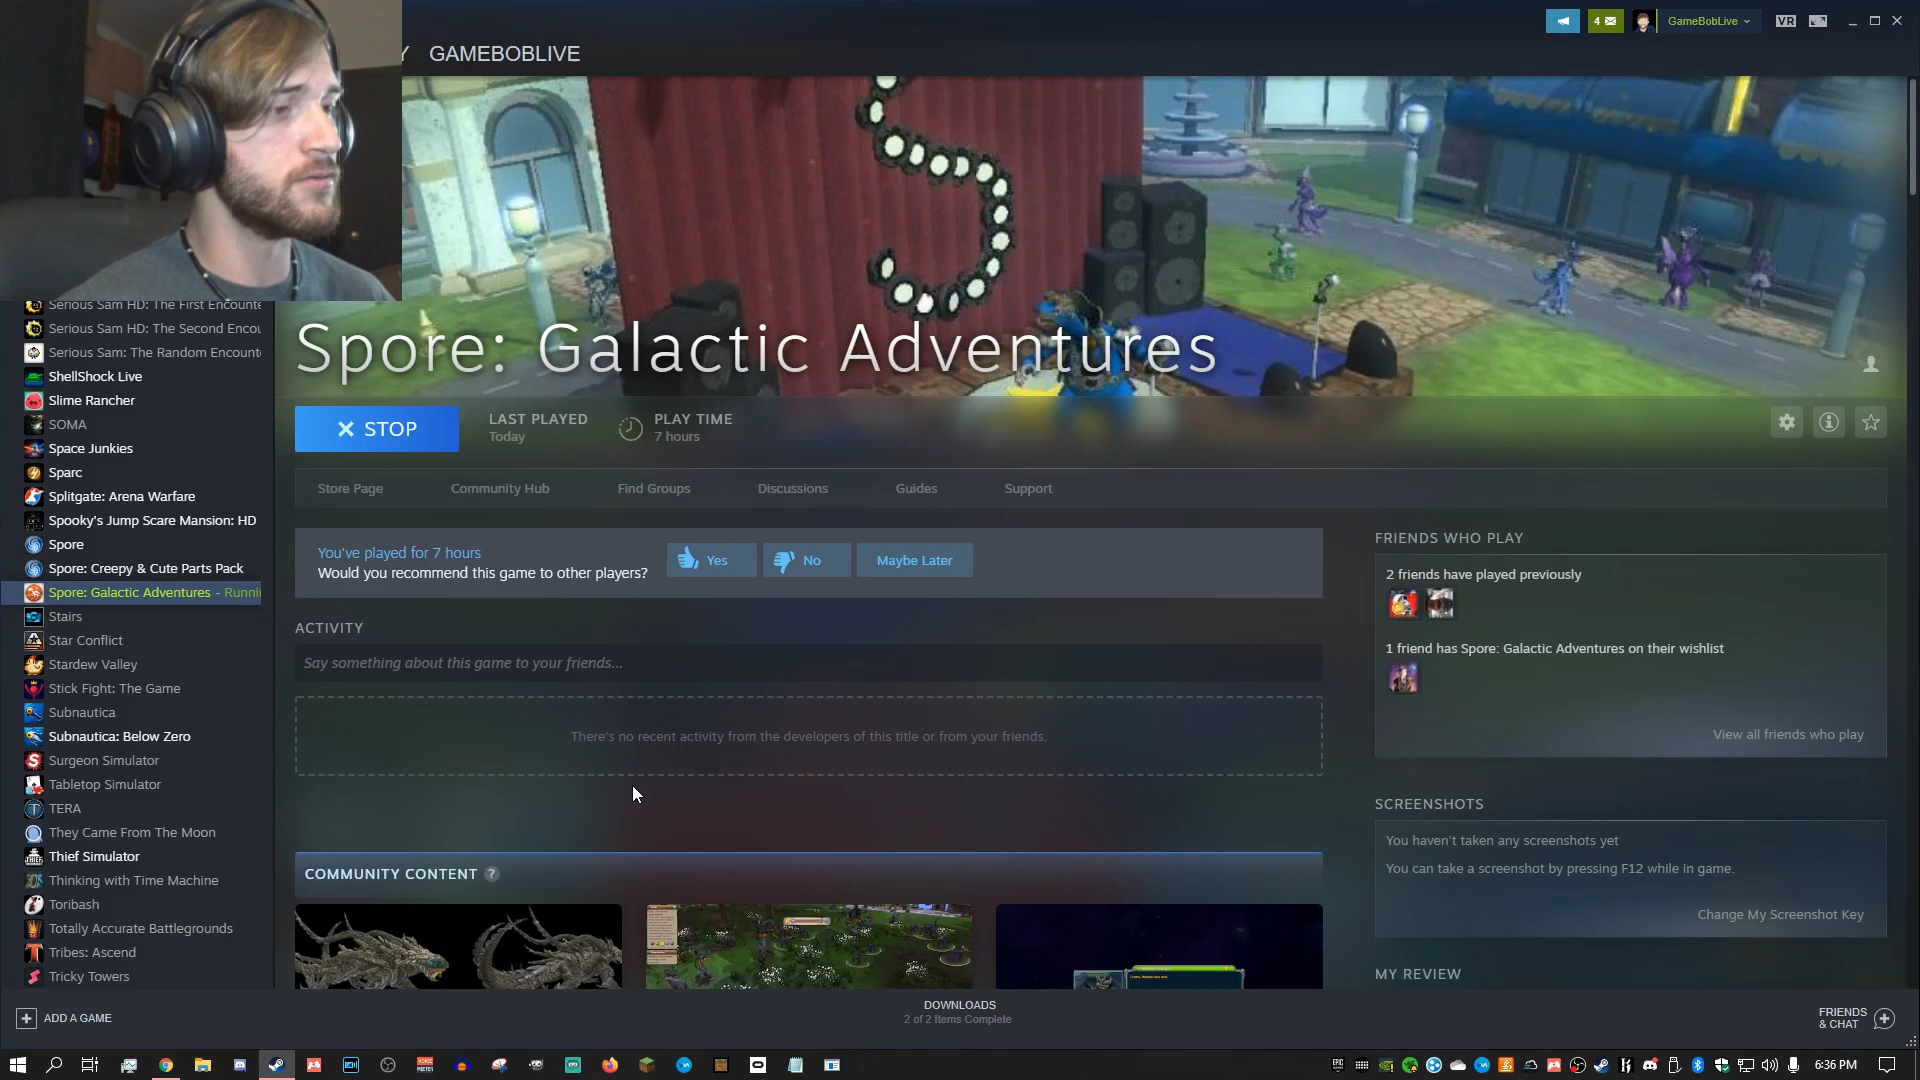 4
GameBobLive
VR
Y GAMEBOBLIVE
Spore: Galactic Adventures
STOP
LAST PLAYED
Today
PLAY TIME
7 hours
Store Page
Community Hub
Find Groups
Discussions
Guides
Support
You've played for 7 hours
Would you recommend this game to other players?
Yes
No
Maybe Later
ACTIVITY
Say something about this game to your friends...
There's no recent activity from the developers of this title or from your friends.
COMMUNITY CONTENT ?
FRIENDS WHO PLAY
2 friends have played previously
1 friend has Spore: Galactic Adventures on their wishlist
View all friends who play
SCREENSHOTS
You haven't taken any screenshots yet
You can take a screenshot by pressing F12 while in game.
Change My Screenshot Key
MY REVIEW
Serious Sam HD: The First Encounte
Serious Sam HD: The Second Encou
Serious Sam: The Random Encount
ShellShock Live
Slime Rancher
SOMA
Space Junkies
Sparc
Splitgate: Arena Warfare
Spooky's Jump Scare Mansion: HD
Spore
Spore: Creepy & Cute Parts Pack
Spore: Galactic Adventures - Runni
Stairs
Star Conflict
Stardew Valley
Stick Fight: The Game
Subnautica
Subnautica: Below Zero
Surgeon Simulator
Tabletop Simulator
TERA
They Came From The Moon
Thief Simulator
Thinking with Time Machine
Toribash
Totally Accurate Battlegrounds
Tribes: Ascend
Tricky Towers
ADD A GAME
DOWNLOADS
2 of 2 Items Complete
FRIENDS
& CHAT
6:36 PM